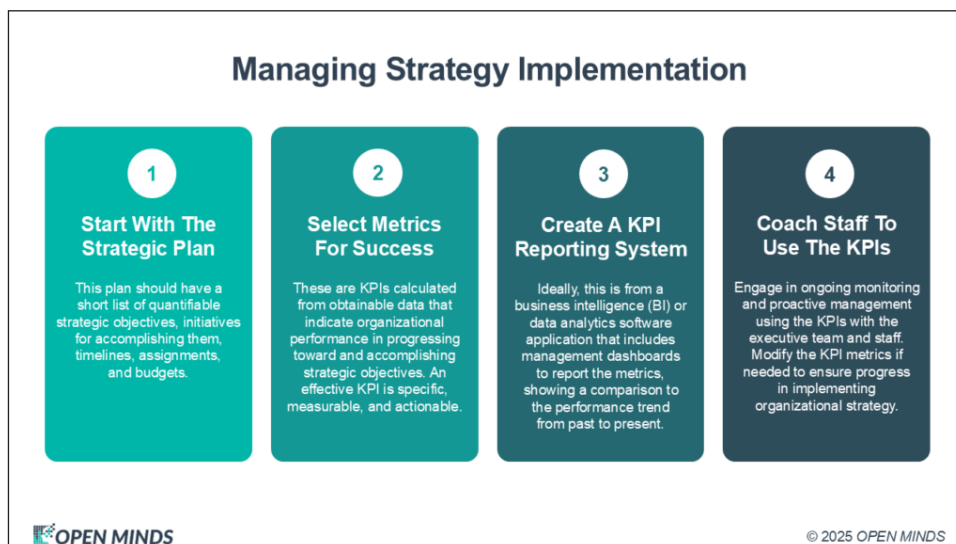 Managing Strategy Implementation
1
Start With The
Strategic Plan
This plan should have a
short list of quantifiable
strategic objectives, initiatives
for accomplishing them,
timelines, assignments,
and budgets.
2
Select Metrics
For Success
These are KPIs calculated
from obtainable data that
indicate organizational
performance in progressing
toward and accomplishing
strategic objectives. An
effective KPI is specific,
measurable, and actionable.
3
Create A KPI
Reporting System
Ideally, this is from a
business intelligence (BI) or
data analytics software
application that includes
management dashboards
to report the metrics,
showing a comparison to
the performance trend
from past to present.
4
Coach Staff To
Use The KPIs
Engage in ongoing monitoring
and proactive management
using the KPIs with the
executive team and staff.
Modify the KPI metrics if
needed to ensure progress
in implementing
organizational strategy.
OPEN MINDS
© 2025 OPEN MINDS